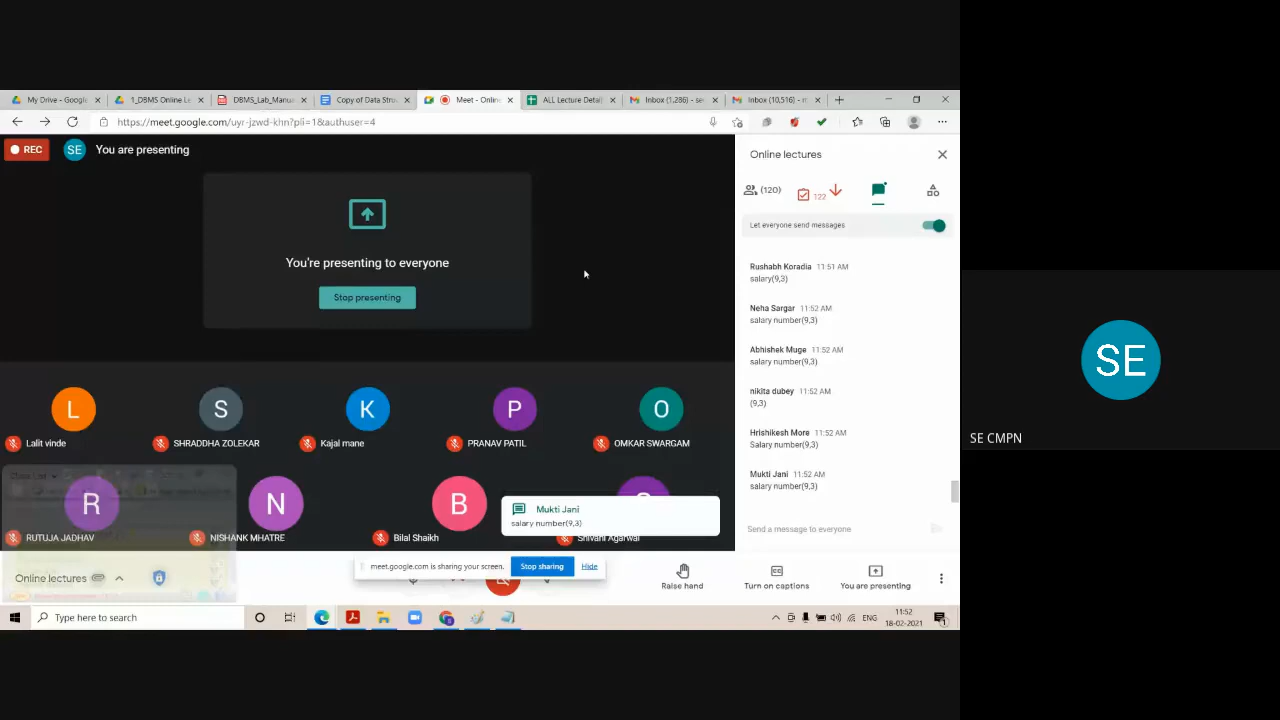 My Drive - Google
1_DBMS Online Le
DBMS_Lab_Manua
Copy of Data Stru
Meet - Online
ALL Lecture Detail
Inbox (1,286) - se
Inbox (10,516) - m
https://meet.google.com/uyr-jzwd-khn?pli=1&authuser=4
REC
SE
You are presenting
You're presenting to everyone
Stop presenting
Online lectures
(120)
122
Let everyone send messages
Rushabh Koradia 11:51 AM
salary(9,3)
Neha Sargar 11:52 AM
salary number(9,3)
Abhishek Muge 11:52 AM
salary number(9,3)
nikita dubey 11:52 AM
(9,3)
Hrishikesh More 11:52 AM
Salary number(9,3)
Mukti Jani 11:52 AM
salary number(9,3)
Send a message to everyone
L
Lalit vinde
S
SHRADDHA ZOLEKAR
K
Kajal mane
P
PRANAV PATIL
O
OMKAR SWARGAM
Class List
R
RUTUJA JADHAV
N
NISHANK MHATRE
B
Bilal Shaikh
Shivani Agarwal
Mukti Jani
salary number(9,3)
meet.google.com is sharing your screen.
Stop sharing
Hide
Online lectures
Raise hand
Turn on captions
You are presenting
Type here to search
ENG
11:52
18-02-2021
SE
SE CMPN